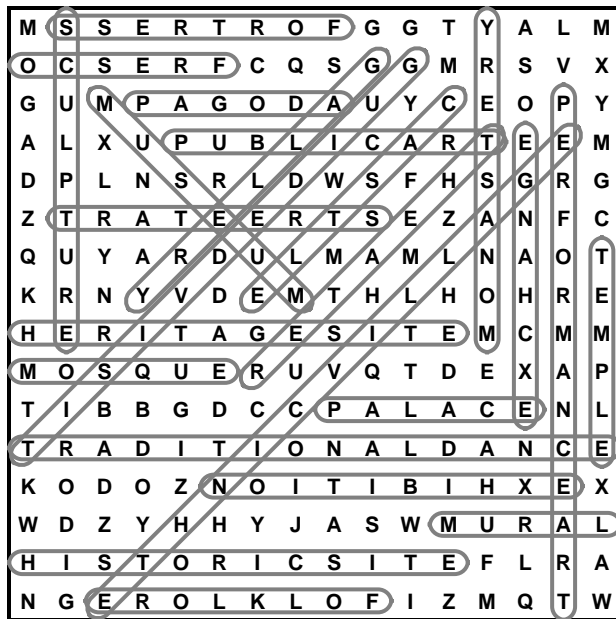 M S S E R T R O F G G T Y A L M
O C S E R F C Q S G G M R S V X
G U M P A G O D A U Y C E O P Y
A L X U P U B L I C A R T E E M
D P L N S R L D W S F H S G R G
Z T R A T E E R T S E Z A N F C
Q U Y A R D U L M A M L N A O T
K R N Y V D E M T H L H O H R E
H E R I T A G E S I T E M C M M
M O S Q U E R U V Q T D E X A P
T I B B G D C C P A L A C E N L
T R A D I T I O N A L D A N C E
K O D O Z N O I T I B I H X E X
W D Z Y H H Y J A S W M U R A L
H I S T O R I C S I T E F L R A
N G E R O L K L O F I Z M Q T W